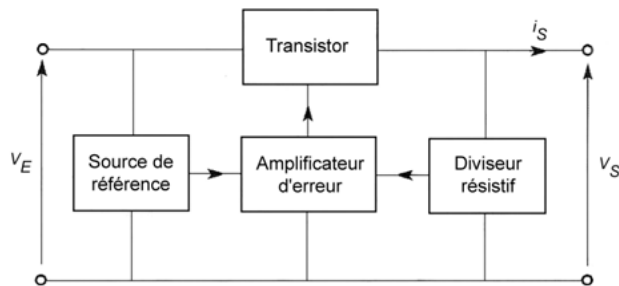 Transistor
i_S
V_E
Source de
référence
Amplificateur
d'erreur
Diviseur
résistif
V_S